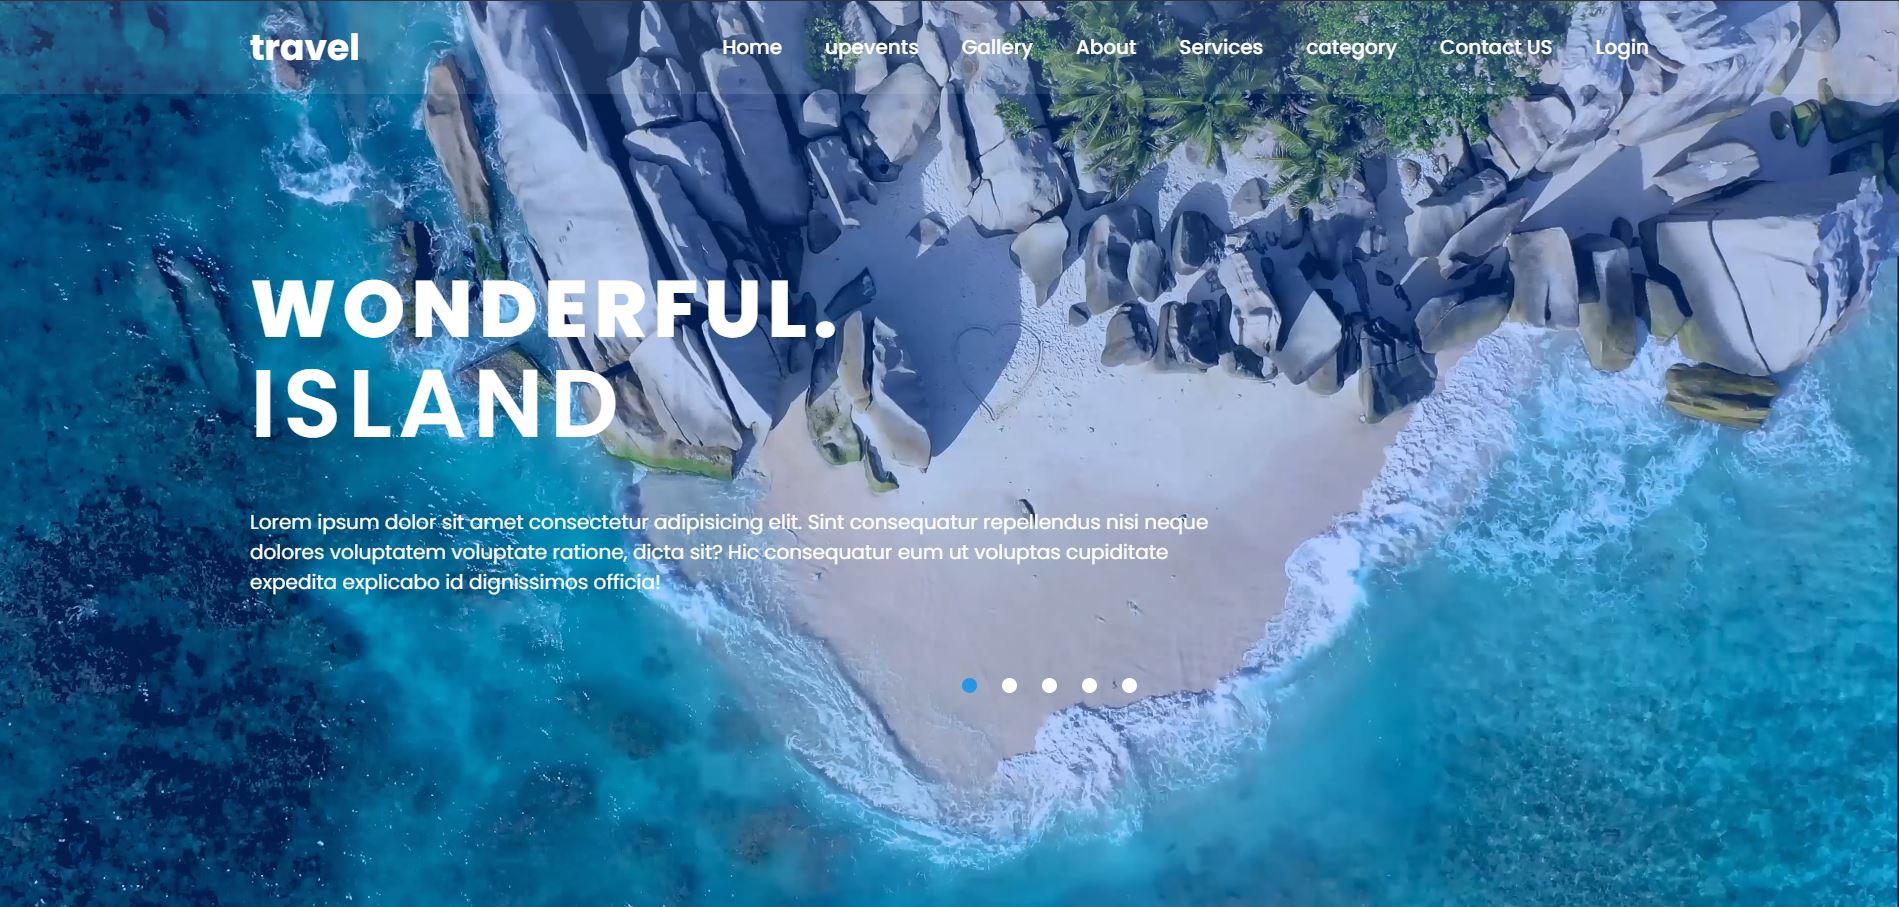 travel
Home upevents Gallery About Services category Contact US Login
WONDERFUL.
ISLAND
Lorem ipsum dolor sit amet consectetur adipisicing elit. Sint consequatur repellendus nisi neque
dolores voluptatem voluptate ratione, dicta sit? Hic consequatur eum ut voluptas cupiditate
expedita explicabo id dignissimos officia!